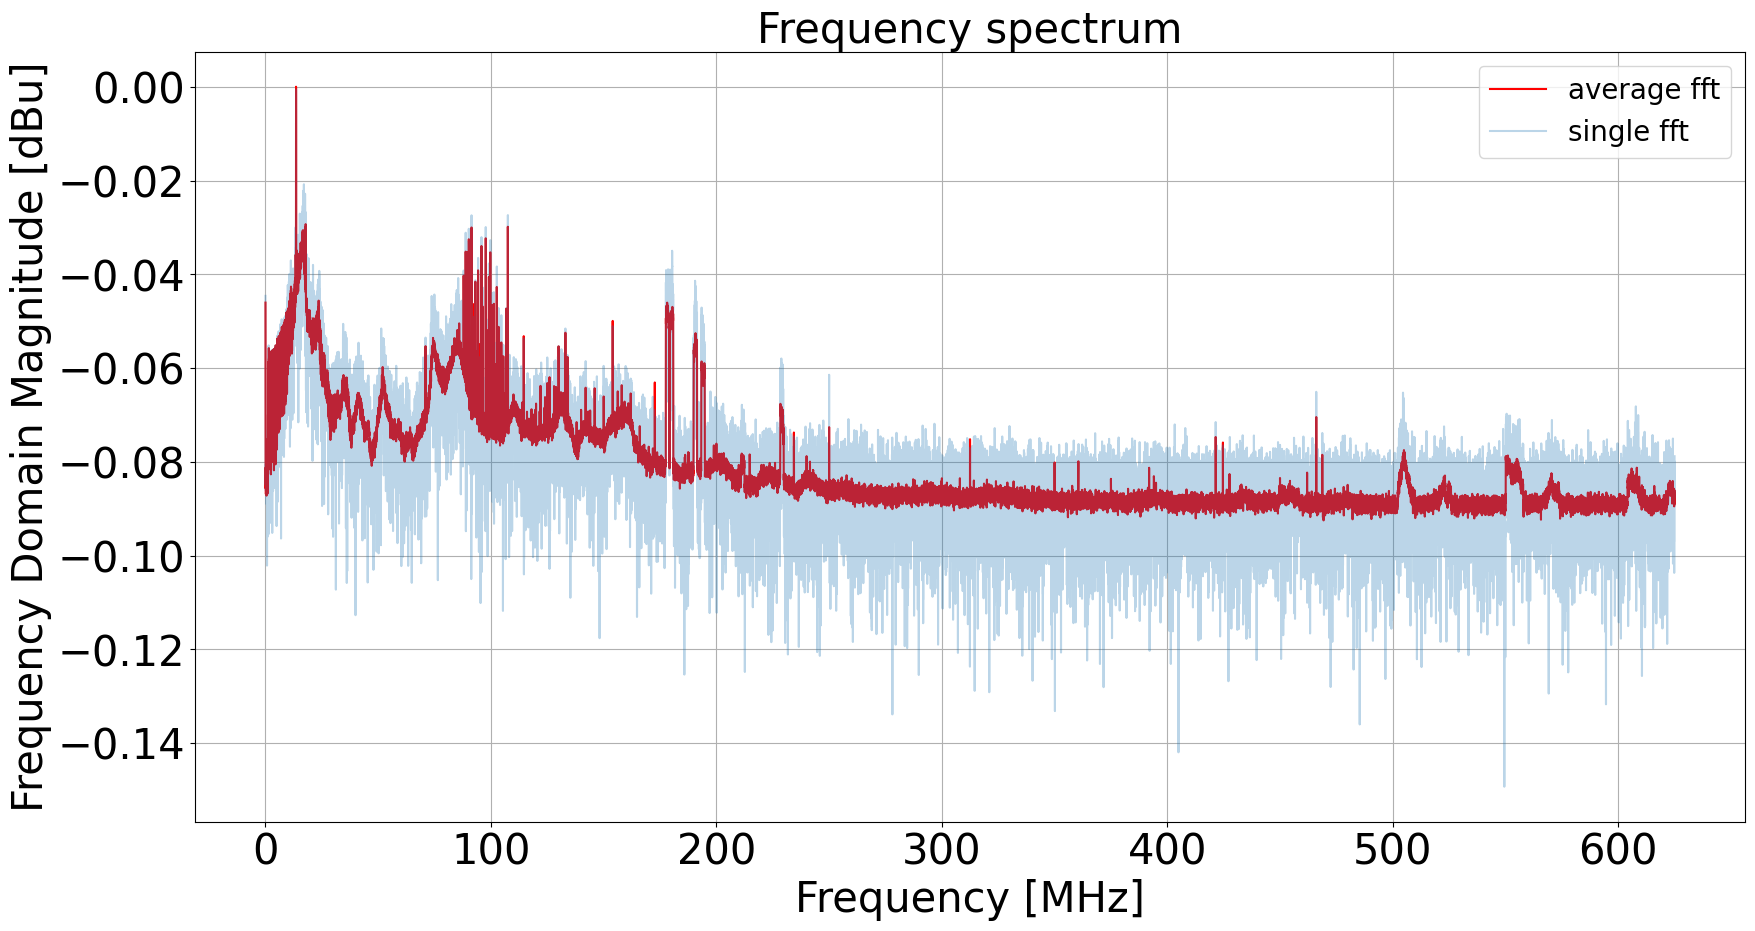 Frequency spectrum
average fft
single fft
Frequency Domain Magnitude [dBu]
0.00
−0.02
−0.04
−0.06
−0.08
−0.10
−0.12
−0.14
0 100 200 300 400 500 600
Frequency [MHz]